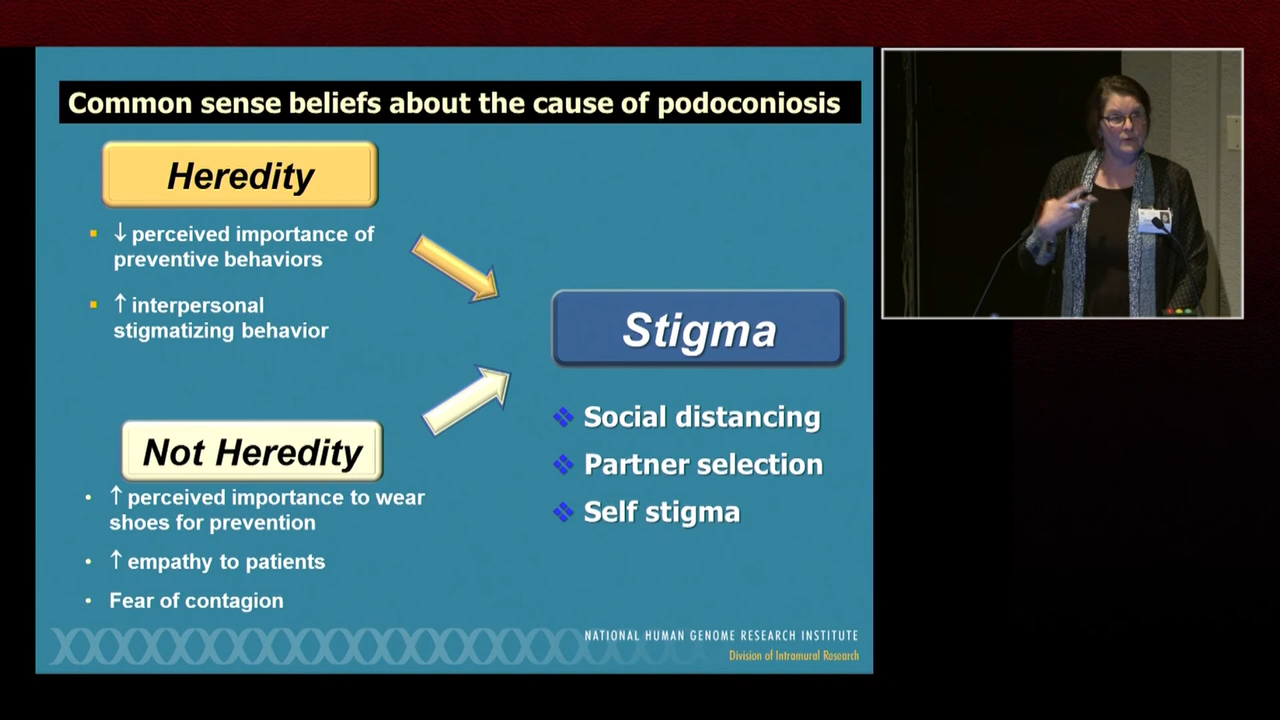 Common sense beliefs about the cause of podoconiosis
Heredity
▪ ↓ perceived importance of
preventive behaviors
▪ ↑ interpersonal
stigmatizing behavior
Not Heredity
• ↑ perceived importance to wear
shoes for prevention
• ↑ empathy to patients
• Fear of contagion
Stigma
❖ Social distancing
❖ Partner selection
❖ Self stigma
NATIONAL HUMAN GENOME RESEARCH INSTITUTE
Division of Intramural Research